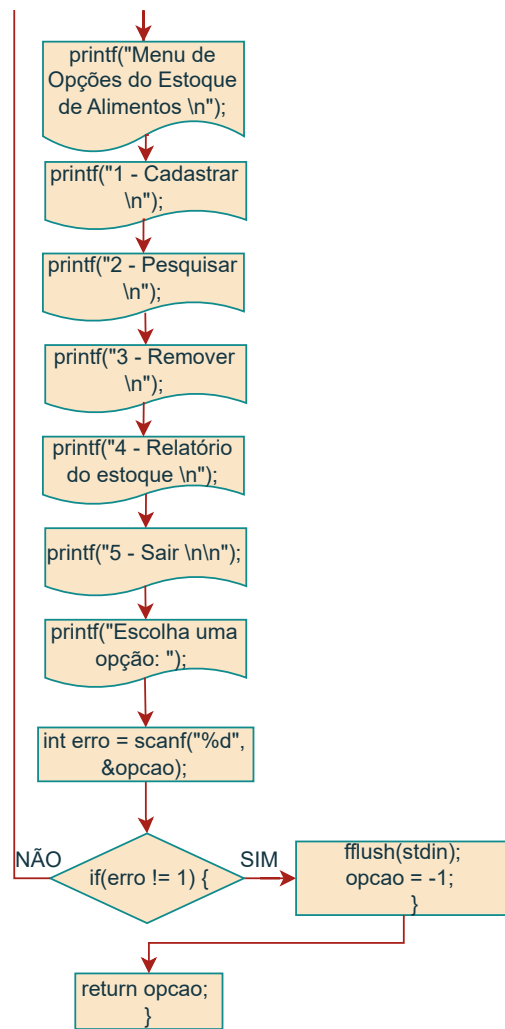 printf("Menu de
Opções do Estoque
de Alimentos \n");
printf("1 - Cadastrar
\n");
printf("2 - Pesquisar
\n");
printf("3 - Remover
\n");
printf("4 - Relatório
do estoque \n");
printf("5 - Sair \n\n");
printf("Escolha uma
opção: ");
int erro = scanf("%d",
&opcao);
NÃO
if(erro != 1) {
SIM
fflush(stdin);
opcao = -1;
}
return opcao;
}